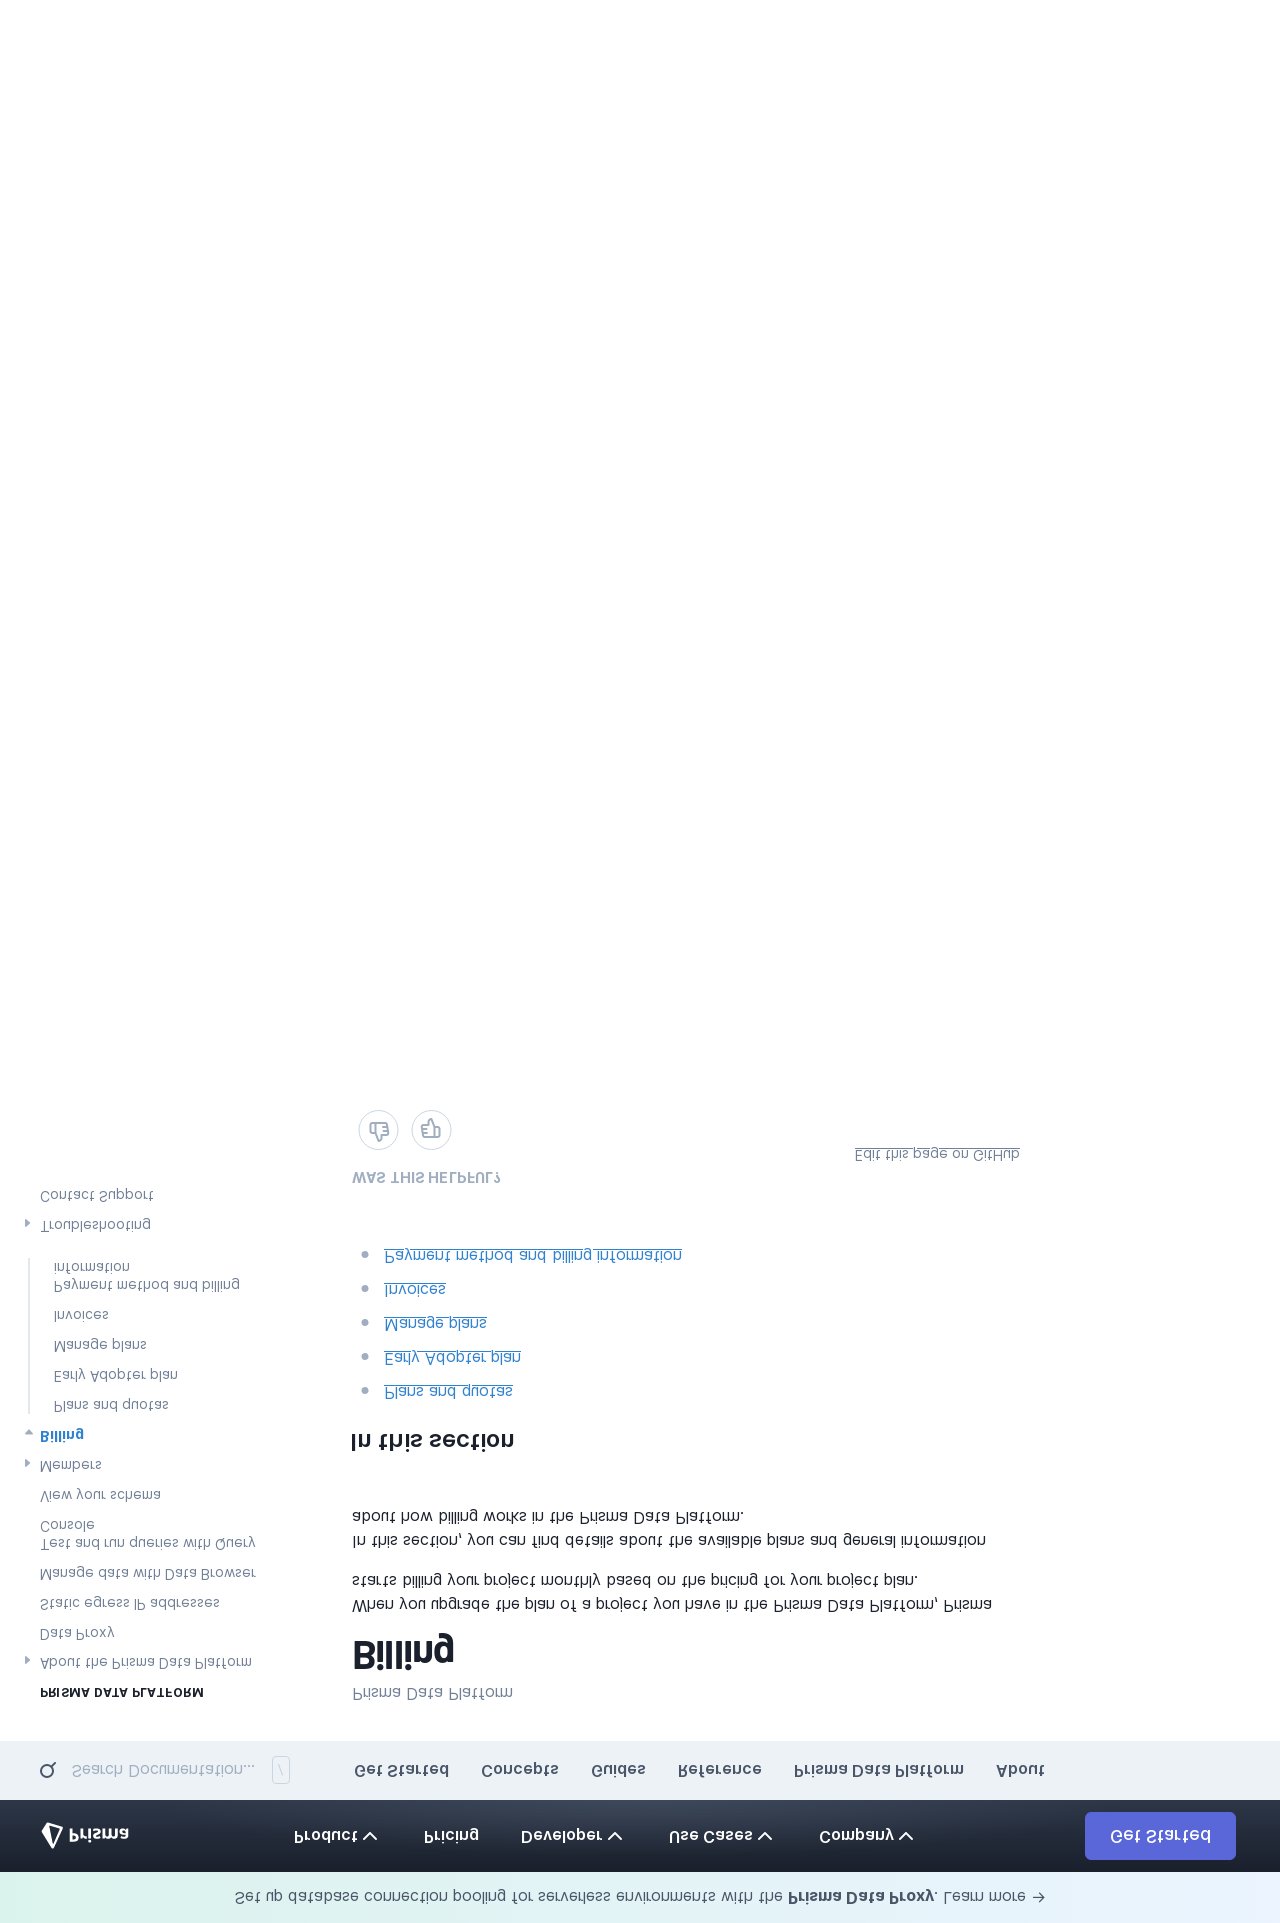 Set up database connection pooling for serverless environments with the Prisma Data Proxy. Learn more →
Prisma
Product
Pricing
Developer
Use Cases
Company
Get Started
Search Documentation...
/
Get Started
Concepts
Guides
Reference
Prisma Data Platform
About
PRISMA DATA PLATFORM
About the Prisma Data Platform
Data Proxy
Static egress IP addresses
Manage data with Data Browser
Test and run queries with Query
Console
View your schema
Members
Billing
Plans and quotas
Early Adopter plan
Manage plans
Invoices
Payment method and billing
information
Troubleshooting
Contact Support
Prisma Data Platform
Billing
When you upgrade the plan of a project you have in the Prisma Data Platform, Prisma
starts billing your project monthly based on the pricing for your project plan.
In this section, you can find details about the available plans and general information
about how billing works in the Prisma Data Platform.
In this section
Plans and quotas
Early Adopter plan
Manage plans
Invoices
Payment method and billing information
WAS THIS HELPFUL?
Edit this page on GitHub